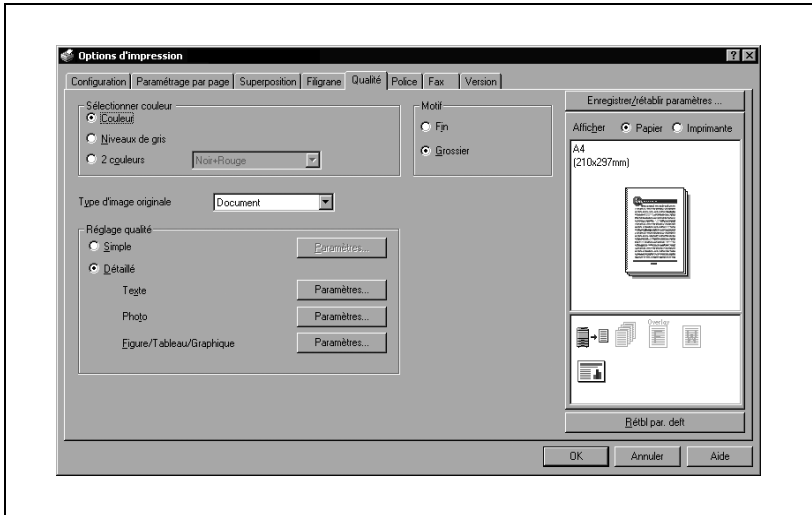 Options d'impression
Configuration Paramétrage par page Superposition Filigrane Qualité Police Fax Version
Sélectionner couleur
Couleur
Niveaux de gris
2 couleurs Noir+Rouge
Motif
Fin
Grossier
Type d'image originale Document
Réglage qualité
Simple Paramètres...
Détaillé
Texte Paramètres...
Photo Paramètres...
Figure/Tableau/Graphique Paramètres...
Enregistrer/rétablir paramètres ...
Afficher Papier Imprimante
A4
(210x297mm)
Overlay
Rétbl par. deft
OK Annuler Aide